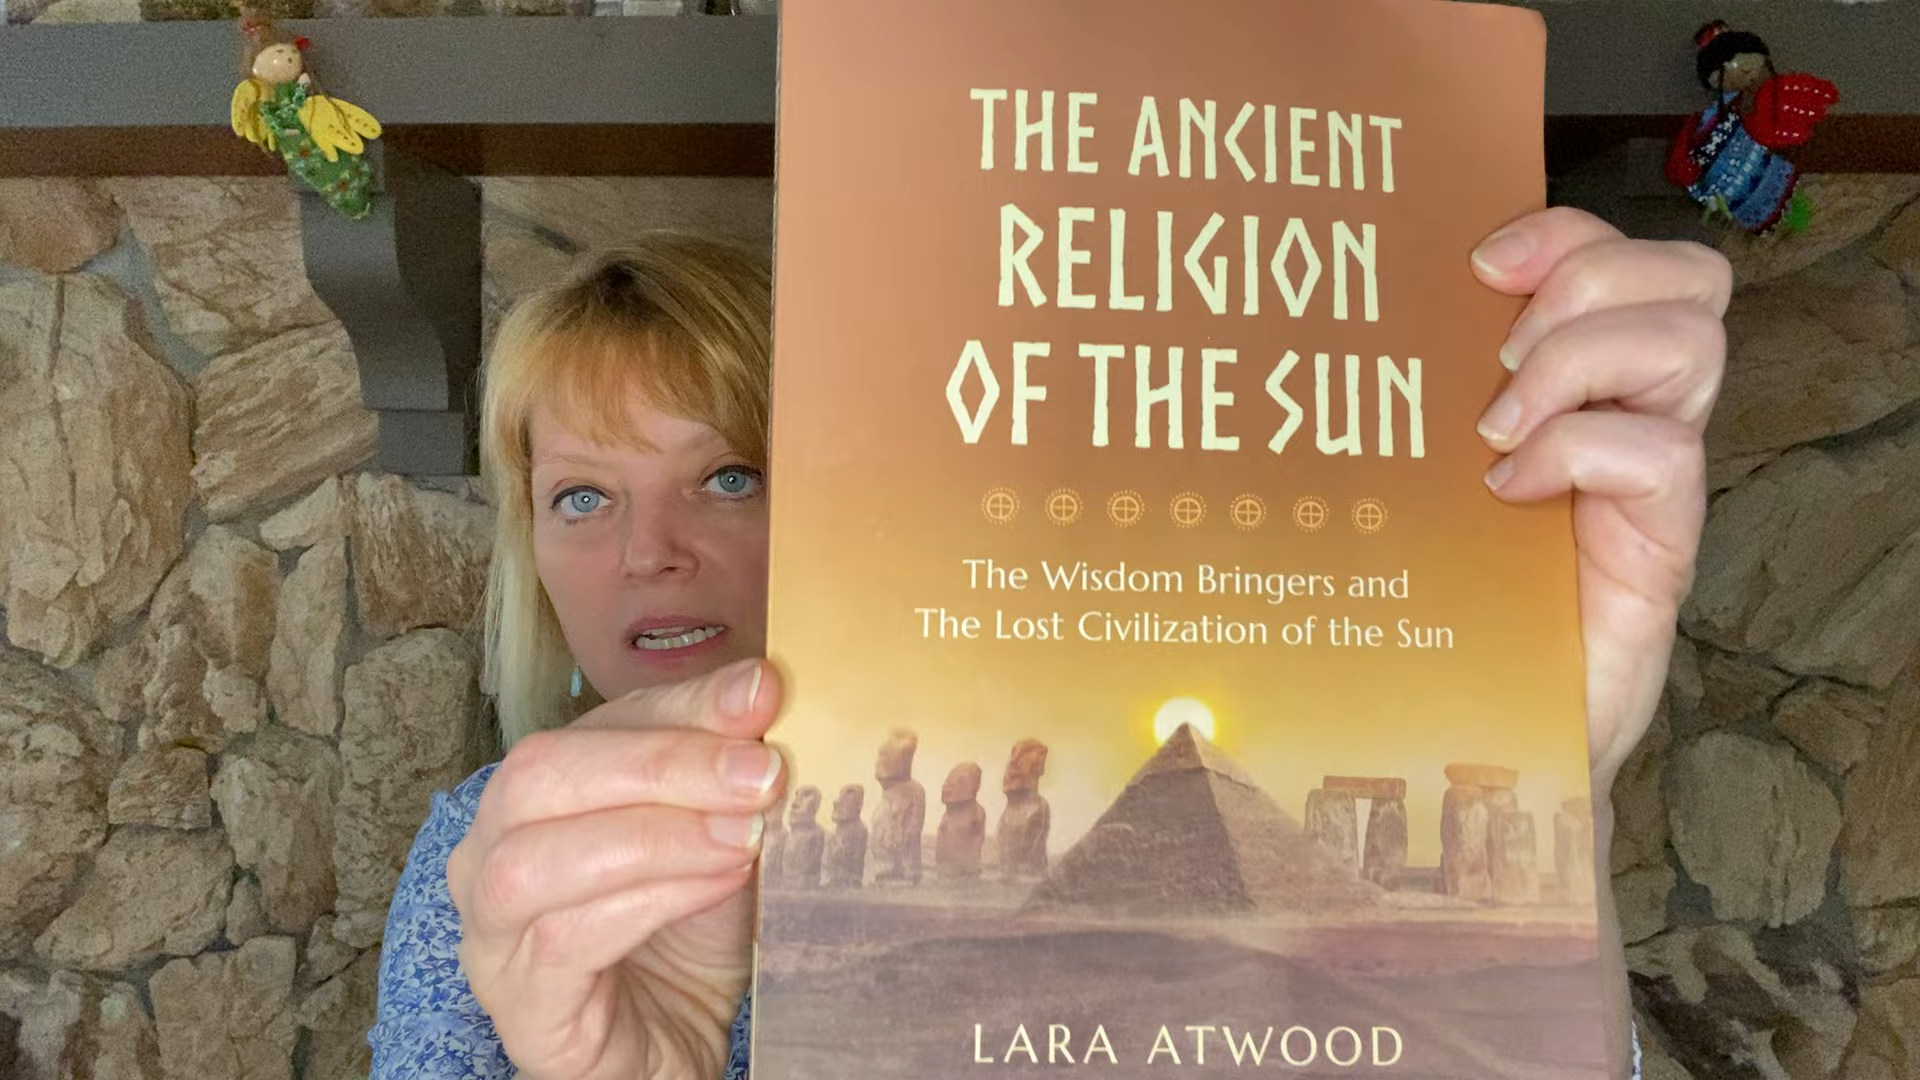 THE ANCIENT
RELIGION
OF THE SUN
The Wisdom Bringers and
The Lost Civilization of the Sun
LARA ATWOOD